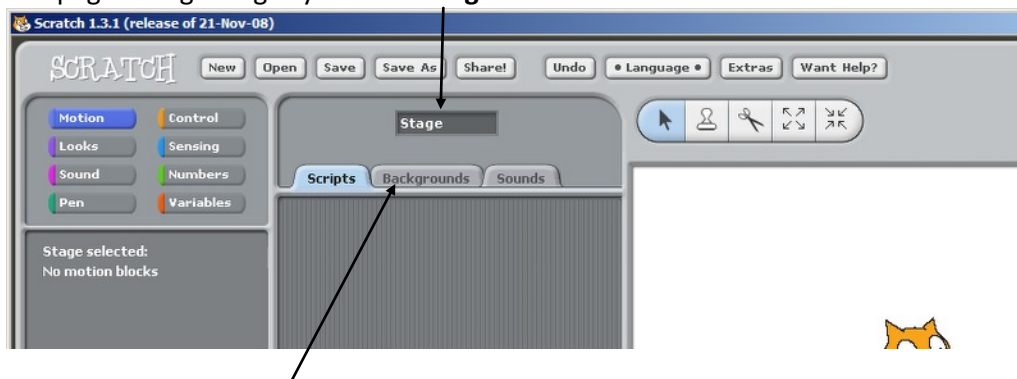 Scratch 1.3.1 (release of 21-Nov-08)
SCRATCH New Open Save Save As Share! Undo • Language • Extras Want Help?
Motion Control
Looks Sensing
Sound Numbers
Pen Variables
Stage
Scripts Backgrounds Sounds
Stage selected:
No motion blocks